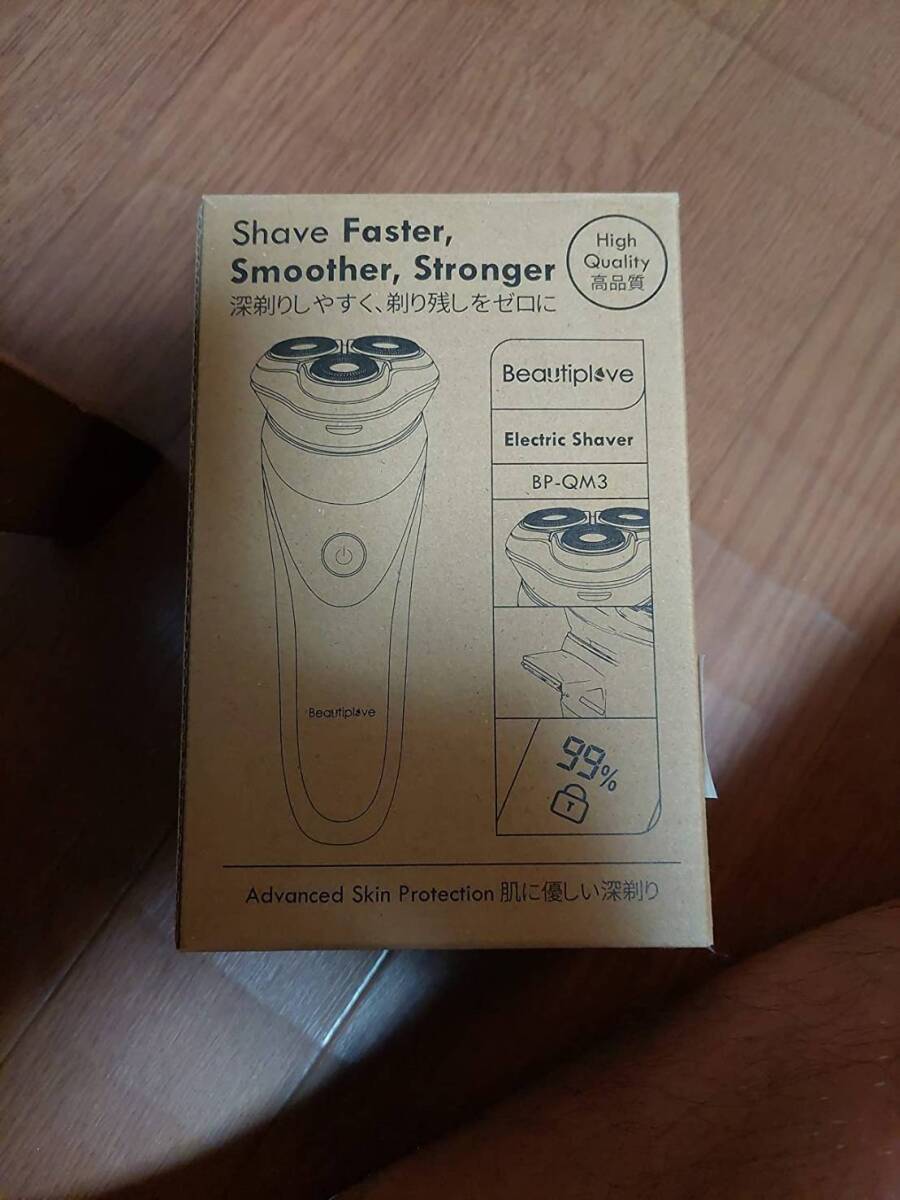 Shave Faster,
Smoother, Stronger
深剃りしやすく、剃り残しをゼロに
High
Quality
高品質
Beautiplove
Electric Shaver
BP-QM3
Beautiplove
99%
Advanced Skin Protection 肌に優しい深剃り